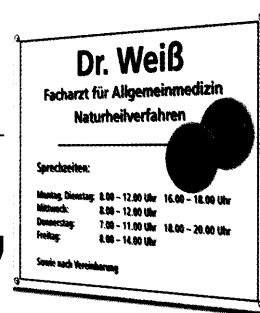 Dr. Weiß
Facharzt für Allgemeinmedizin
Naturheilverfahren
Sprechzeiten:
Montag, Dienstag: 8.00 – 12.00 Uhr 16.00 – 18.00 Uhr
Mittwoch: 8.00 – 12.00 Uhr
Donnerstag: 7.00 – 11.00 Uhr 18.00 – 20.00 Uhr
Freitag: 8.00 – 14.00 Uhr
Sowie nach Vereinbarung